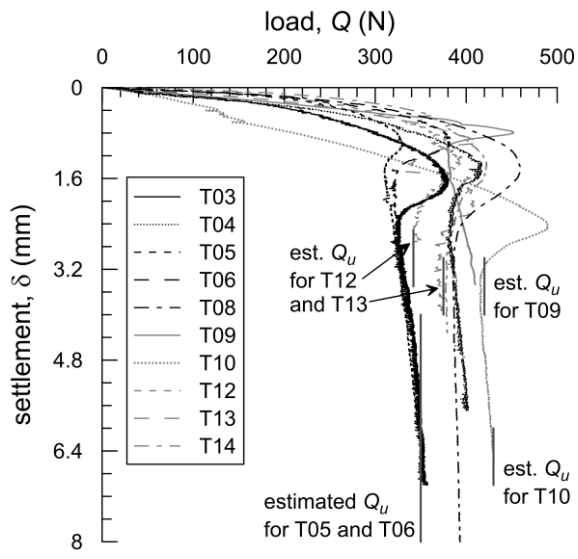 load, Q (N)
0 100 200 300 400 500
0
1.6
3.2
4.8
6.4
8
settlement, δ (mm)
T03
T04
T05
T06
T08
T09
T10
T12
T13
T14
est. Qu
for T12
and T13
est. Qu
for T09
est. Qu
for T10
estimated Qu
for T05 and T06